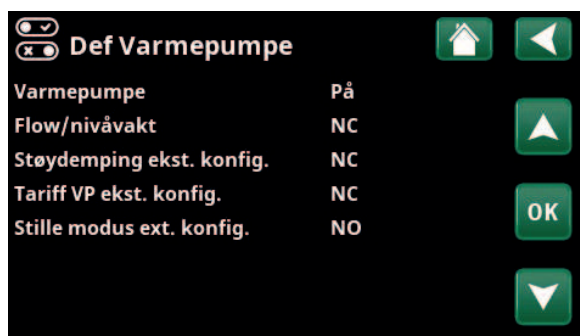 Def Varmepumpe
Varmepumpe På
Flow/nivåvakt NC
Støydemping ekst. konfig. NC
Tariff VP ekst. konfig. NC
Stille modus ext. konfig. NO
OK